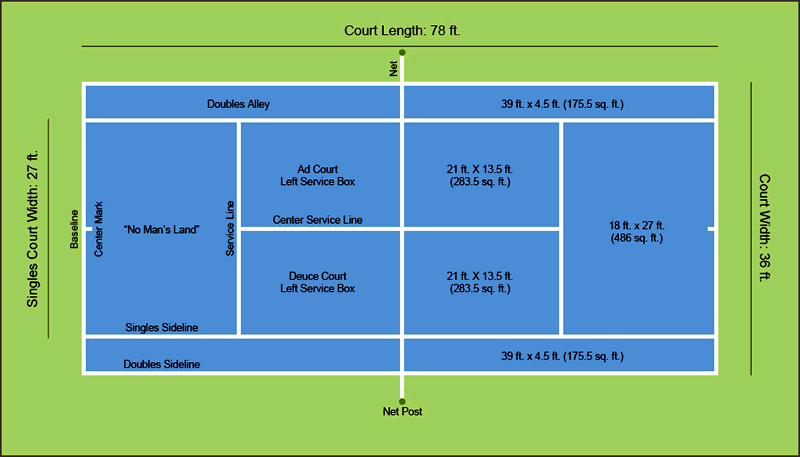 Court Length: 78 ft.
Net
Doubles Alley
39 ft. x 4.5 ft. (175.5 sq. ft.)
Singles Court Width: 27 ft.
Baseline
Center Mark
“No Man’s Land”
Service Line
Ad Court
Left Service Box
Center Service Line
Deuce Court
Left Service Box
21 ft. X 13.5 ft.
(283.5 sq. ft.)
21 ft. X 13.5 ft.
(283.5 sq. ft.)
18 ft. x 27 ft.
(486 sq. ft.)
Court Width: 36 ft.
Singles Sideline
Doubles Sideline
39 ft. x 4.5 ft. (175.5 sq. ft.)
Net Post